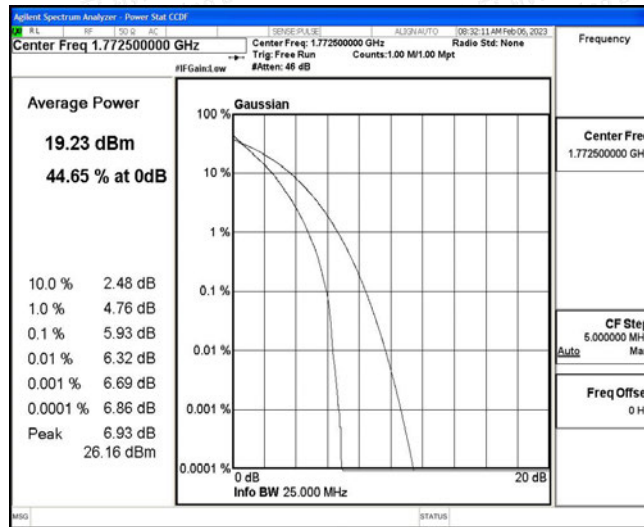 Agilent Spectrum Analyzer - Power Stat CCDF
RL RF 50 Ω AC SENSE:PULSE ALIGNAUTO 08:32:11 AM Feb 06, 2023
Center Freq 1.772500000 GHz
Center Freq: 1.772500000 GHz Radio Std: None
Trig: Free Run Counts:1.00 M/1.00 Mpt
#IFGain:Low #Atten: 46 dB
Frequency
Average Power
19.23 dBm
44.65 % at 0dB
10.0 % 2.48 dB
1.0 % 4.76 dB
0.1 % 5.93 dB
0.01 % 6.32 dB
0.001 % 6.69 dB
0.0001 % 6.86 dB
Peak 6.93 dB
26.16 dBm
Gaussian
100 %
10 %
1 %
0.1 %
0.01 %
0.001 %
0.0001 %
0 dB 20 dB
Info BW 25.000 MHz
Center Fre
1.772500000 GH
CF Step
5.000000 MH
Auto Ma
Freq Offse
0 H
MSG STATUS